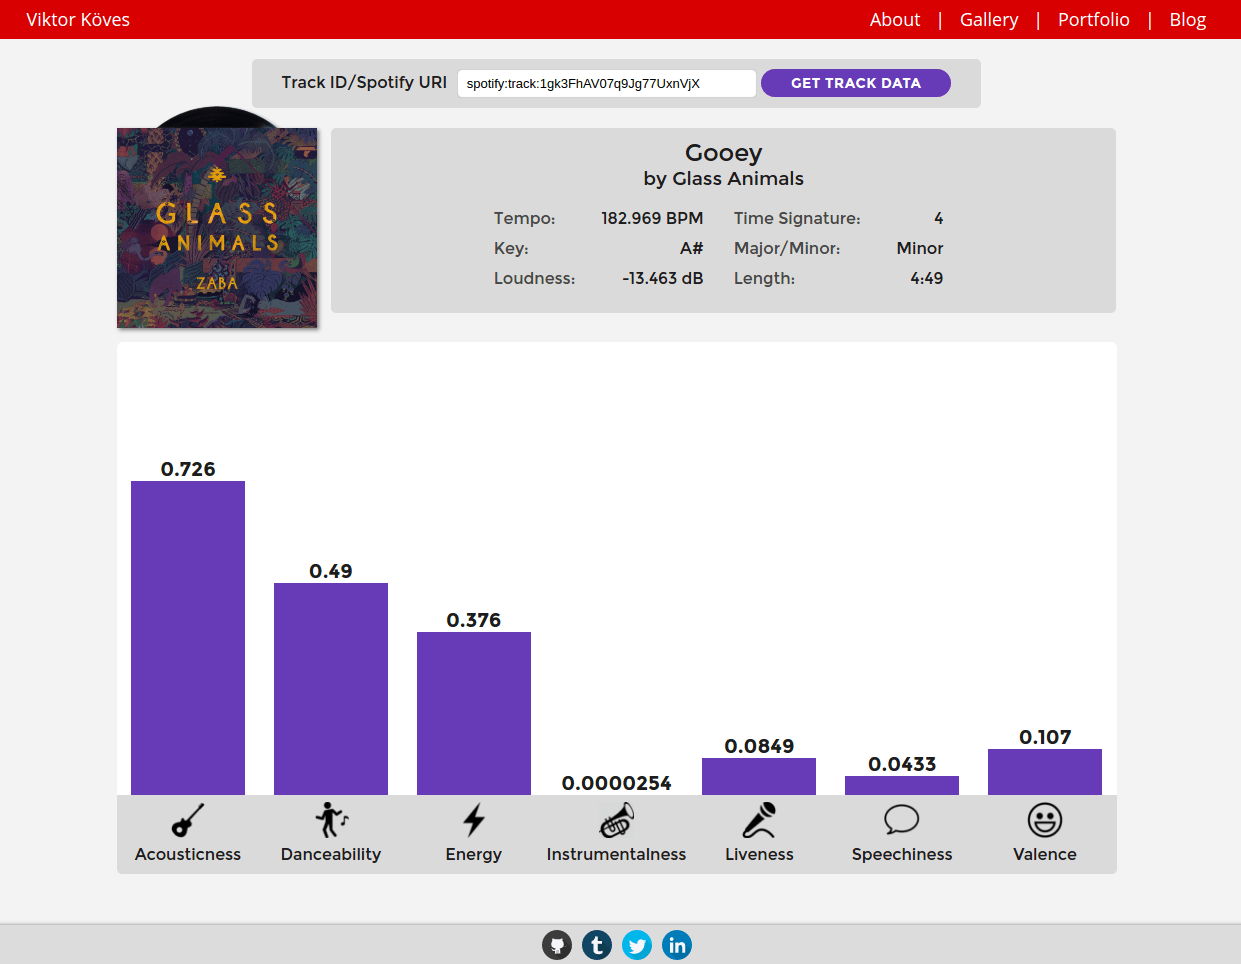 Viktor Köves
About | Gallery | Portfolio | Blog
Track ID/Spotify URI spotify:track:1gk3FhAV07q9Jg77UxnVjX GET TRACK DATA
GLASS
ANIMALS
ZABA
Gooey
by Glass Animals
Tempo: 182.969 BPM Time Signature: 4
Key: A# Major/Minor: Minor
Loudness: -13.463 dB Length: 4:49
0.726
0.49
0.376
0.0000254
0.0849
0.0433
0.107
Acousticness Danceability Energy Instrumentalness Liveness Speechiness Valence
t in